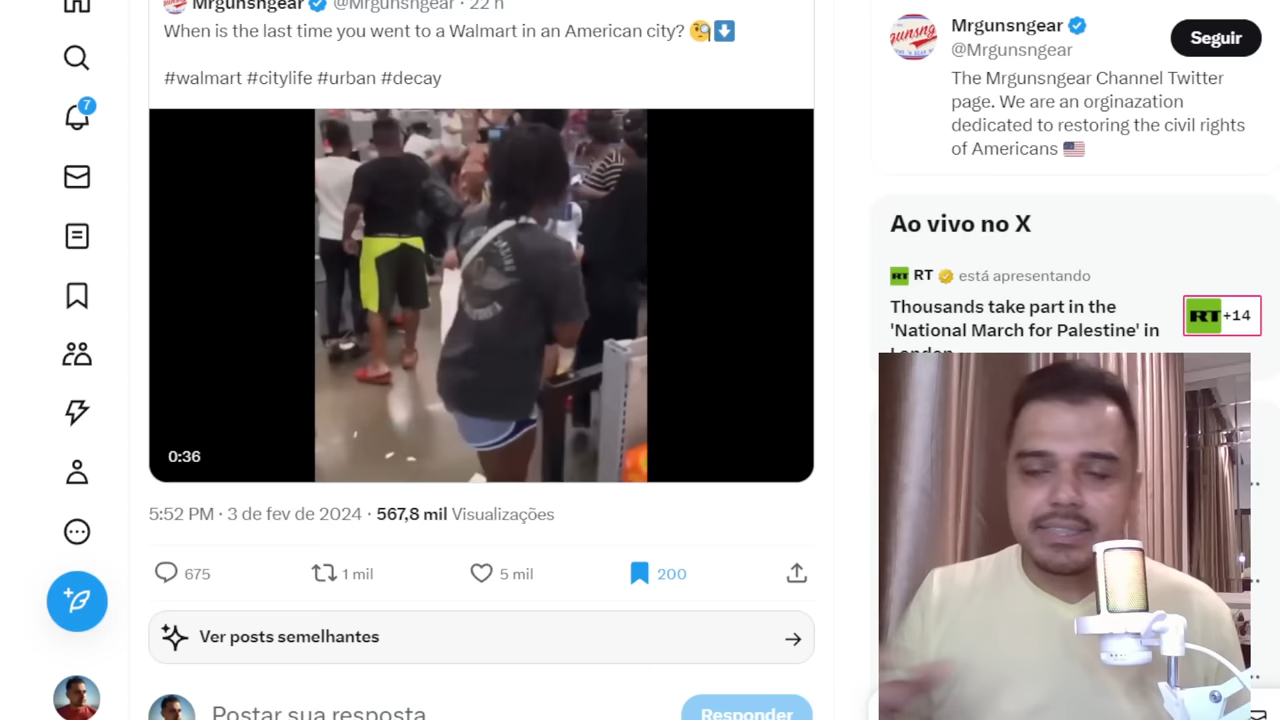 Mrgunsngear @Mrgunsngear · 22 h
When is the last time you went to a Walmart in an American city?
#walmart #citylife #urban #decay
0:36
5:52 PM · 3 de fev de 2024 · 567,8 mil Visualizações
675
1 mil
5 mil
200
Ver posts semelhantes
Postar sua resposta
Responder
7
Mrgunsngear
@Mrgunsngear
Seguir
The Mrgunsngear Channel Twitter
page. We are an orginazation
dedicated to restoring the civil rights
of Americans
Ao vivo no X
RT está apresentando
Thousands take part in the
'National March for Palestine' in
London
RT +14